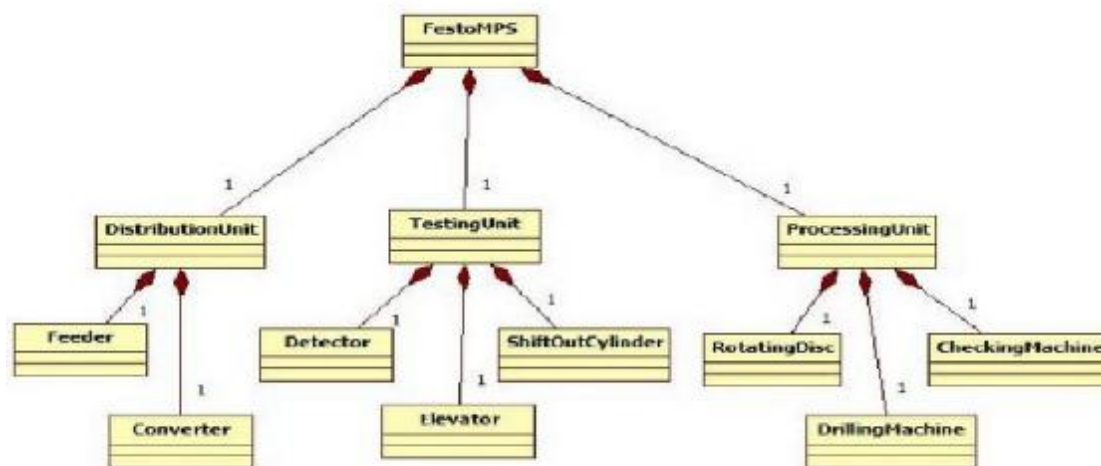 FestoMPS
1
1
1
DistributionUnit
TestingUnit
ProcessingUnit
1
1
1
1
1
1
1
1
Feeder
Detector
ShiftOutCylinder
RotatingDisc
CheckingMachine
Converter
Elevator
DrillingMachine